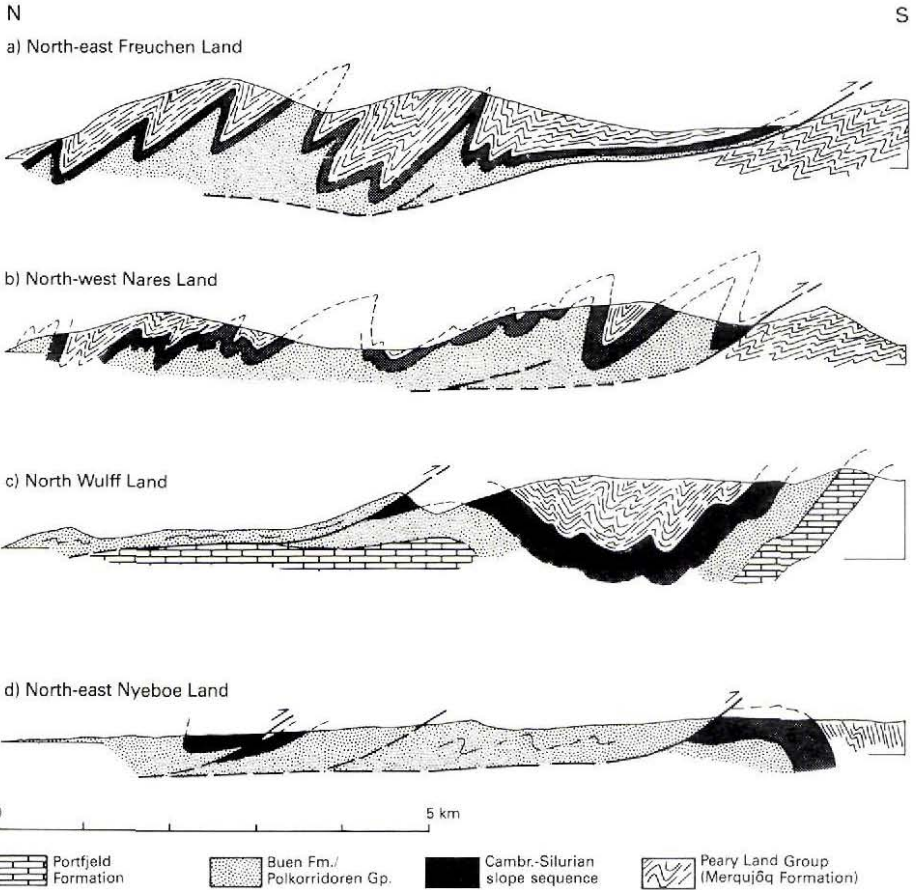 N
S
a) North-east Freuchen Land
b) North-west Nares Land
c) North Wulff Land
d) North-east Nyeboe Land
5 km
Portfjeld
Formation
Buen Fm./
Polkorridoren Gp.
Cambr.-Silurian
slope sequence
Peary Land Group
(Merqujôq Formation)